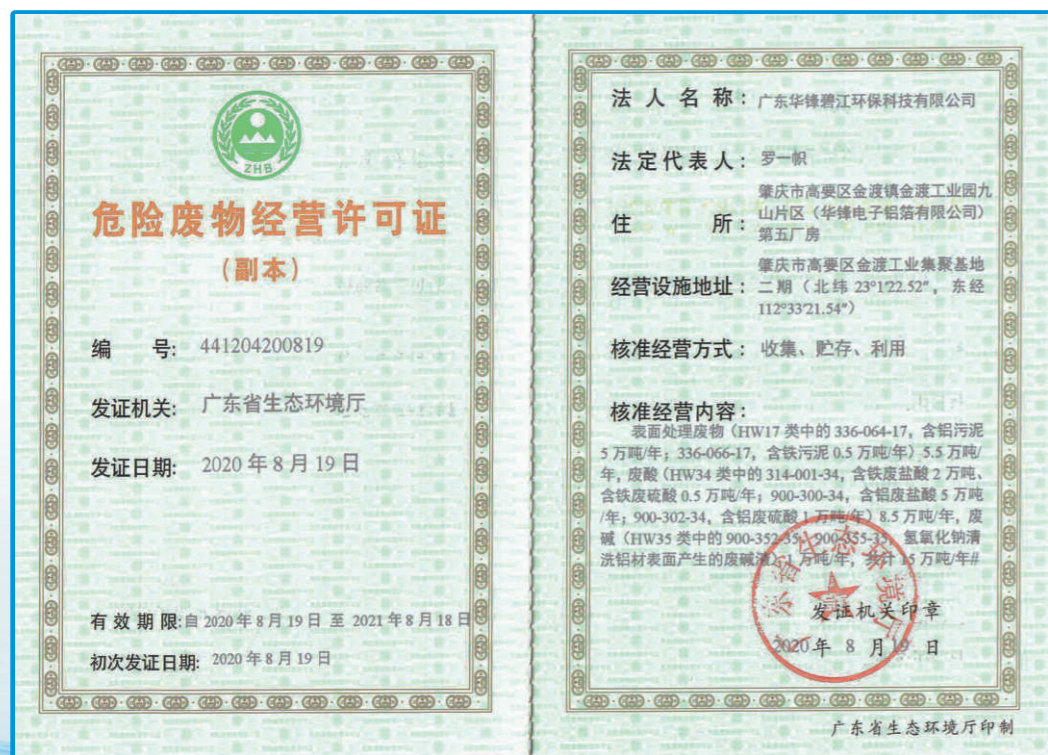 ZHB
危险废物经营许可证
(副本)
编 号: 441204200819
发证机关: 广东省生态环境厅
发证日期: 2020 年 8 月 19 日
有 效 期 限:自 2020 年 8 月 19 日 至 2021 年 8 月 18 日
初次发证日期: 2020 年 8 月 19 日
法 人 名 称: 广东华锋碧江环保科技有限公司
法 定 代 表 人: 罗一帜
住 所: 肇庆市高要区金渡镇金渡工业园九
山片区（华锋电子铝箔有限公司）
第五厂房
经营设施地址: 肇庆市高要区金渡工业集聚基地
二期（北纬 23°1'22.52"，东经
112°33'21.54"）
核准经营方式: 收集、贮存、利用
核准经营内容:
表面处理废物（HW17 类中的 336-064-17，含铝污泥
5 万吨/年；336-066-17，含铁污泥 0.5 万吨/年）5.5 万吨/
年，废酸（HW34 类中的 314-001-34，含铁废盐酸 2 万吨、
含铁废硫酸 0.5 万吨/年；900-300-34，含铝废盐酸 5 万吨
/年；900-302-34，含铝废硫酸 1 万吨/年）8.5 万吨/年，废
碱（HW35 类中的 900-352-35、900-355-35，氢氧化钠清
洗铝材表面产生的废碱液）1 万吨/年，共计 15 万吨/年#
广东省生态环境厅
发证机关印章
2020 年 8 月 19 日
广东省生态环境厅印制